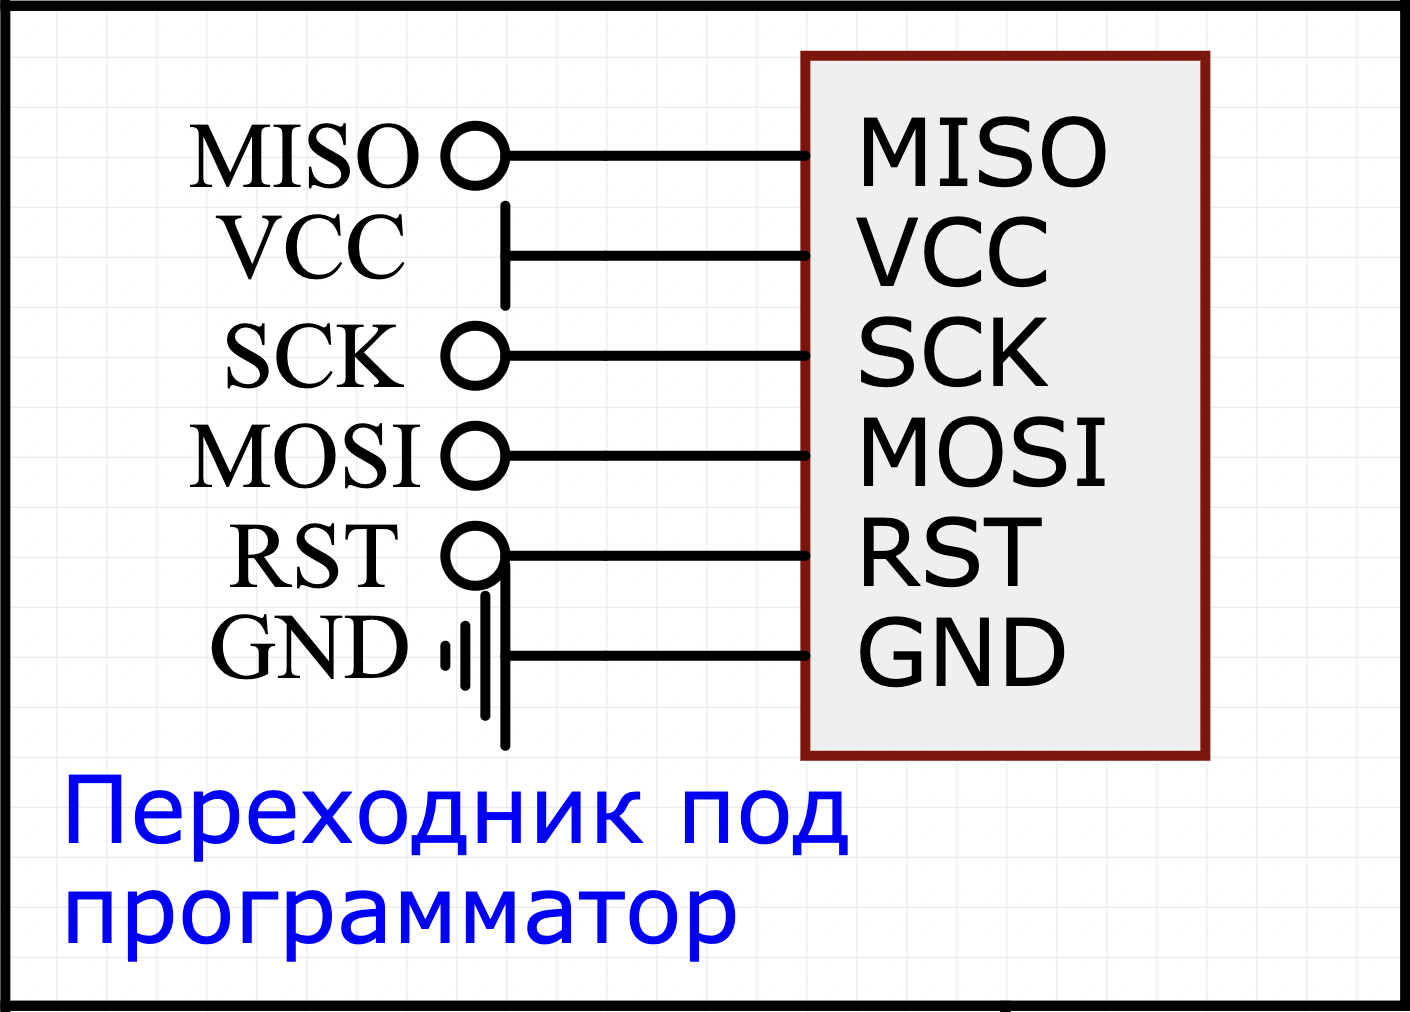 MISO MISO
VCC VCC
SCK SCK
MOSI MOSI
RST RST
GND GND
Переходник под
программатор